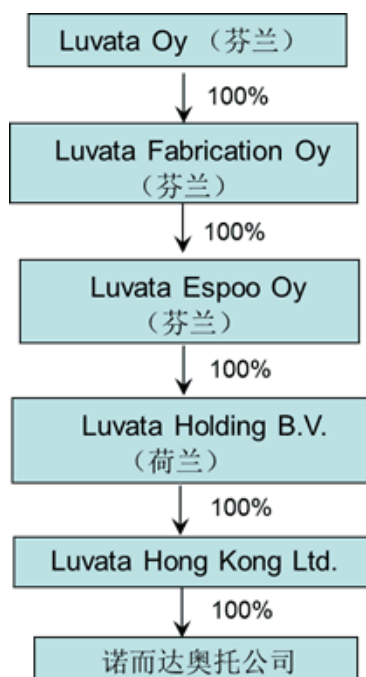 Luvata Oy （芬兰）
100%
Luvata Fabrication Oy
（芬兰）
100%
Luvata Espoo Oy
（芬兰）
100%
Luvata Holding B.V.
（荷兰）
100%
Luvata Hong Kong Ltd.
100%
诺而达奥托公司